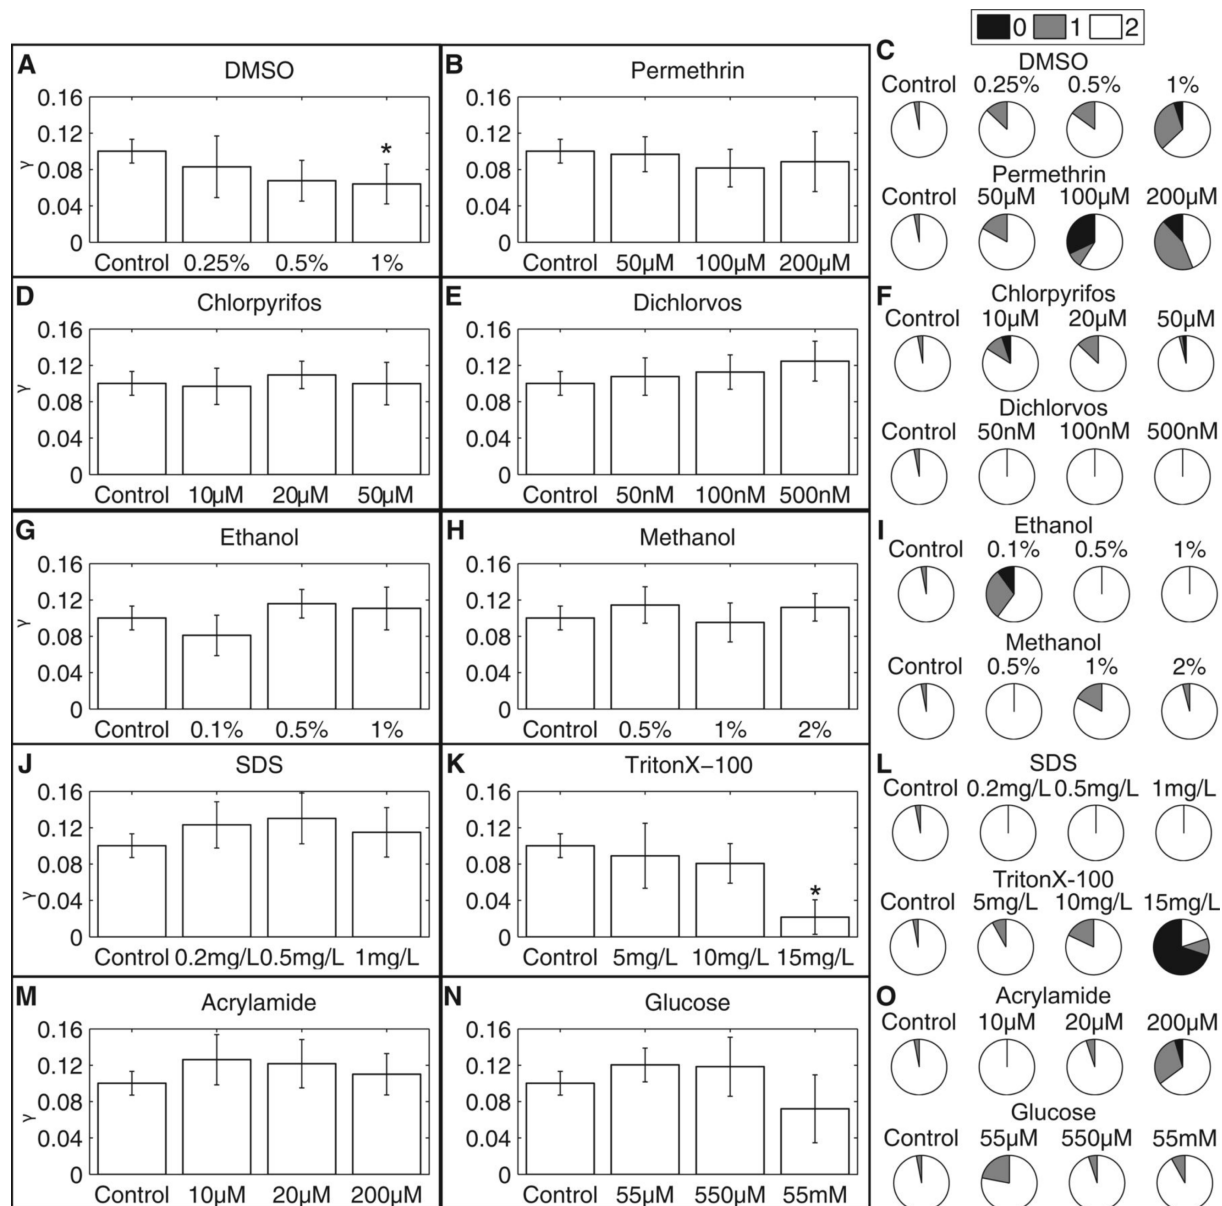 0 1 2
A DMSO
0.16
0.12
0.08
0.04
0
γ
*
Control 0.25% 0.5% 1%
B Permethrin
0.16
0.12
0.08
0.04
0
Control 50µM 100µM 200µM
C DMSO
Control 0.25% 0.5% 1%
Permethrin
Control 50µM 100µM 200µM
D Chlorpyrifos
0.16
0.12
0.08
0.04
0
γ
Control 10µM 20µM 50µM
E Dichlorvos
0.16
0.12
0.08
0.04
0
Control 50nM 100nM 500nM
F Chlorpyrifos
Control 10µM 20µM 50µM
Dichlorvos
Control 50nM 100nM 500nM
G Ethanol
0.16
0.12
0.08
0.04
0
γ
Control 0.1% 0.5% 1%
H Methanol
0.16
0.12
0.08
0.04
0
Control 0.5% 1% 2%
I Ethanol
Control 0.1% 0.5% 1%
Methanol
Control 0.5% 1% 2%
J SDS
0.16
0.12
0.08
0.04
0
γ
Control 0.2mg/L 0.5mg/L 1mg/L
K TritonX–100
0.16
0.12
0.08
0.04
0
*
Control 5mg/L 10mg/L 15mg/L
L SDS
Control 0.2mg/L 0.5mg/L 1mg/L
TritonX-100
Control 5mg/L 10mg/L 15mg/L
M Acrylamide
0.16
0.12
0.08
0.04
0
γ
Control 10µM 20µM 200µM
N Glucose
0.16
0.12
0.08
0.04
0
Control 55µM 550µM 55mM
O Acrylamide
Control 10µM 20µM 200µM
Glucose
Control 55µM 550µM 55mM